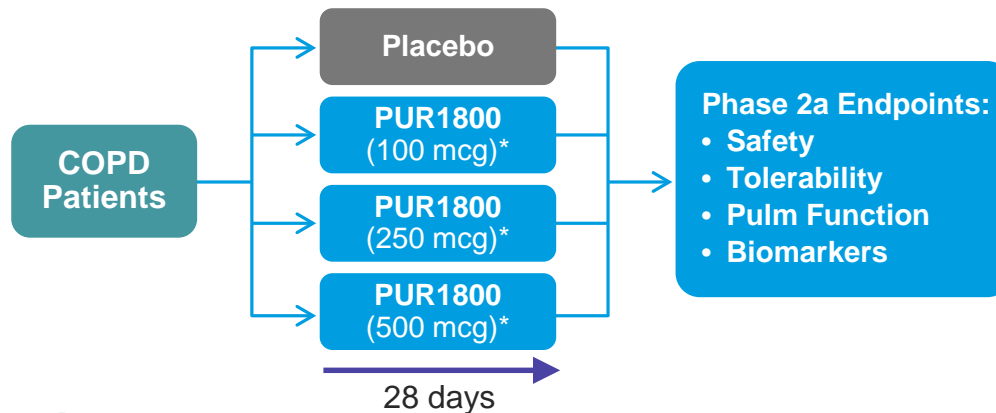 Placebo
COPD
Patients
PUR1800
(100 mcg)*
PUR1800
(250 mcg)*
PUR1800
(500 mcg)*
28 days
Phase 2a Endpoints:
• Safety
• Tolerability
• Pulm Function
• Biomarkers